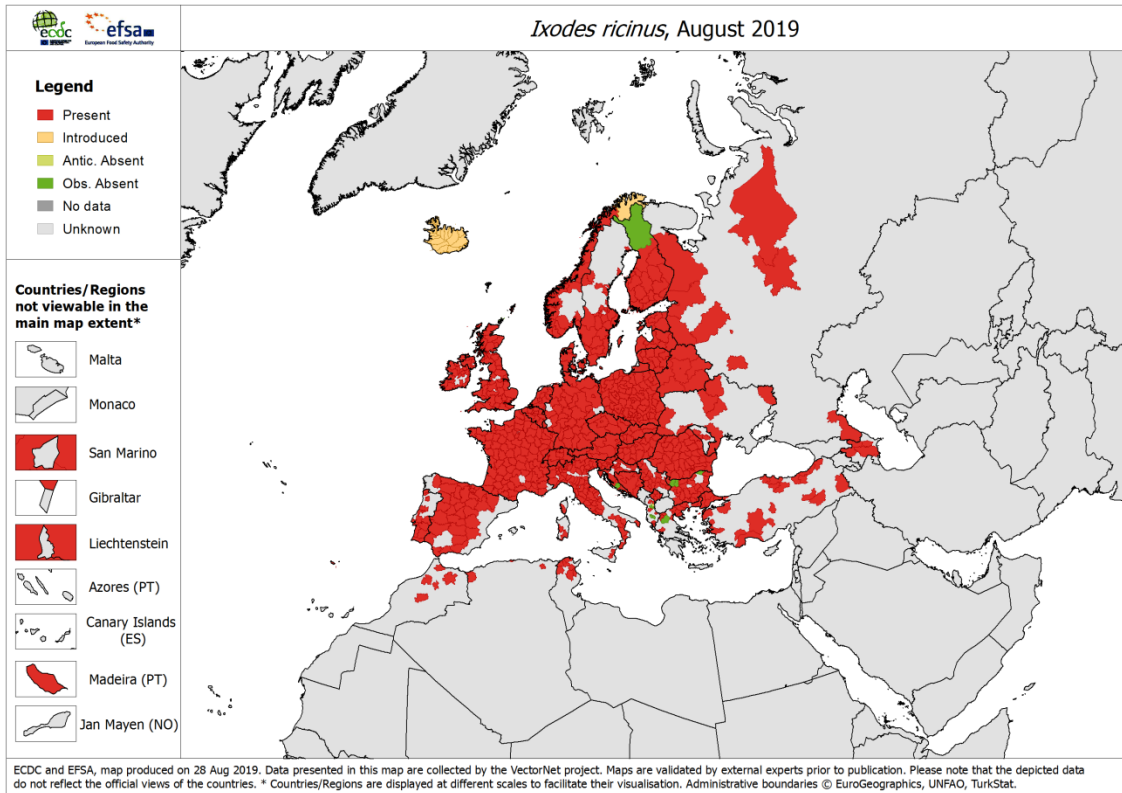 ecdc
efsa
European Food Safety Authority
Ixodes ricinus, August 2019
Legend
Present
Introduced
Antic. Absent
Obs. Absent
No data
Unknown
Countries/Regions
not viewable in the
main map extent*
Malta
Monaco
San Marino
Gibraltar
Liechtenstein
Azores (PT)
Canary Islands
(ES)
Madeira (PT)
Jan Mayen (NO)
ECDC and EFSA, map produced on 28 Aug 2019. Data presented in this map are collected by the VectorNet project. Maps are validated by external experts prior to publication. Please note that the depicted data
do not reflect the official views of the countries. * Countries/Regions are displayed at different scales to facilitate their visualisation. Administrative boundaries © EuroGeographics, UNFAO, TurkStat.